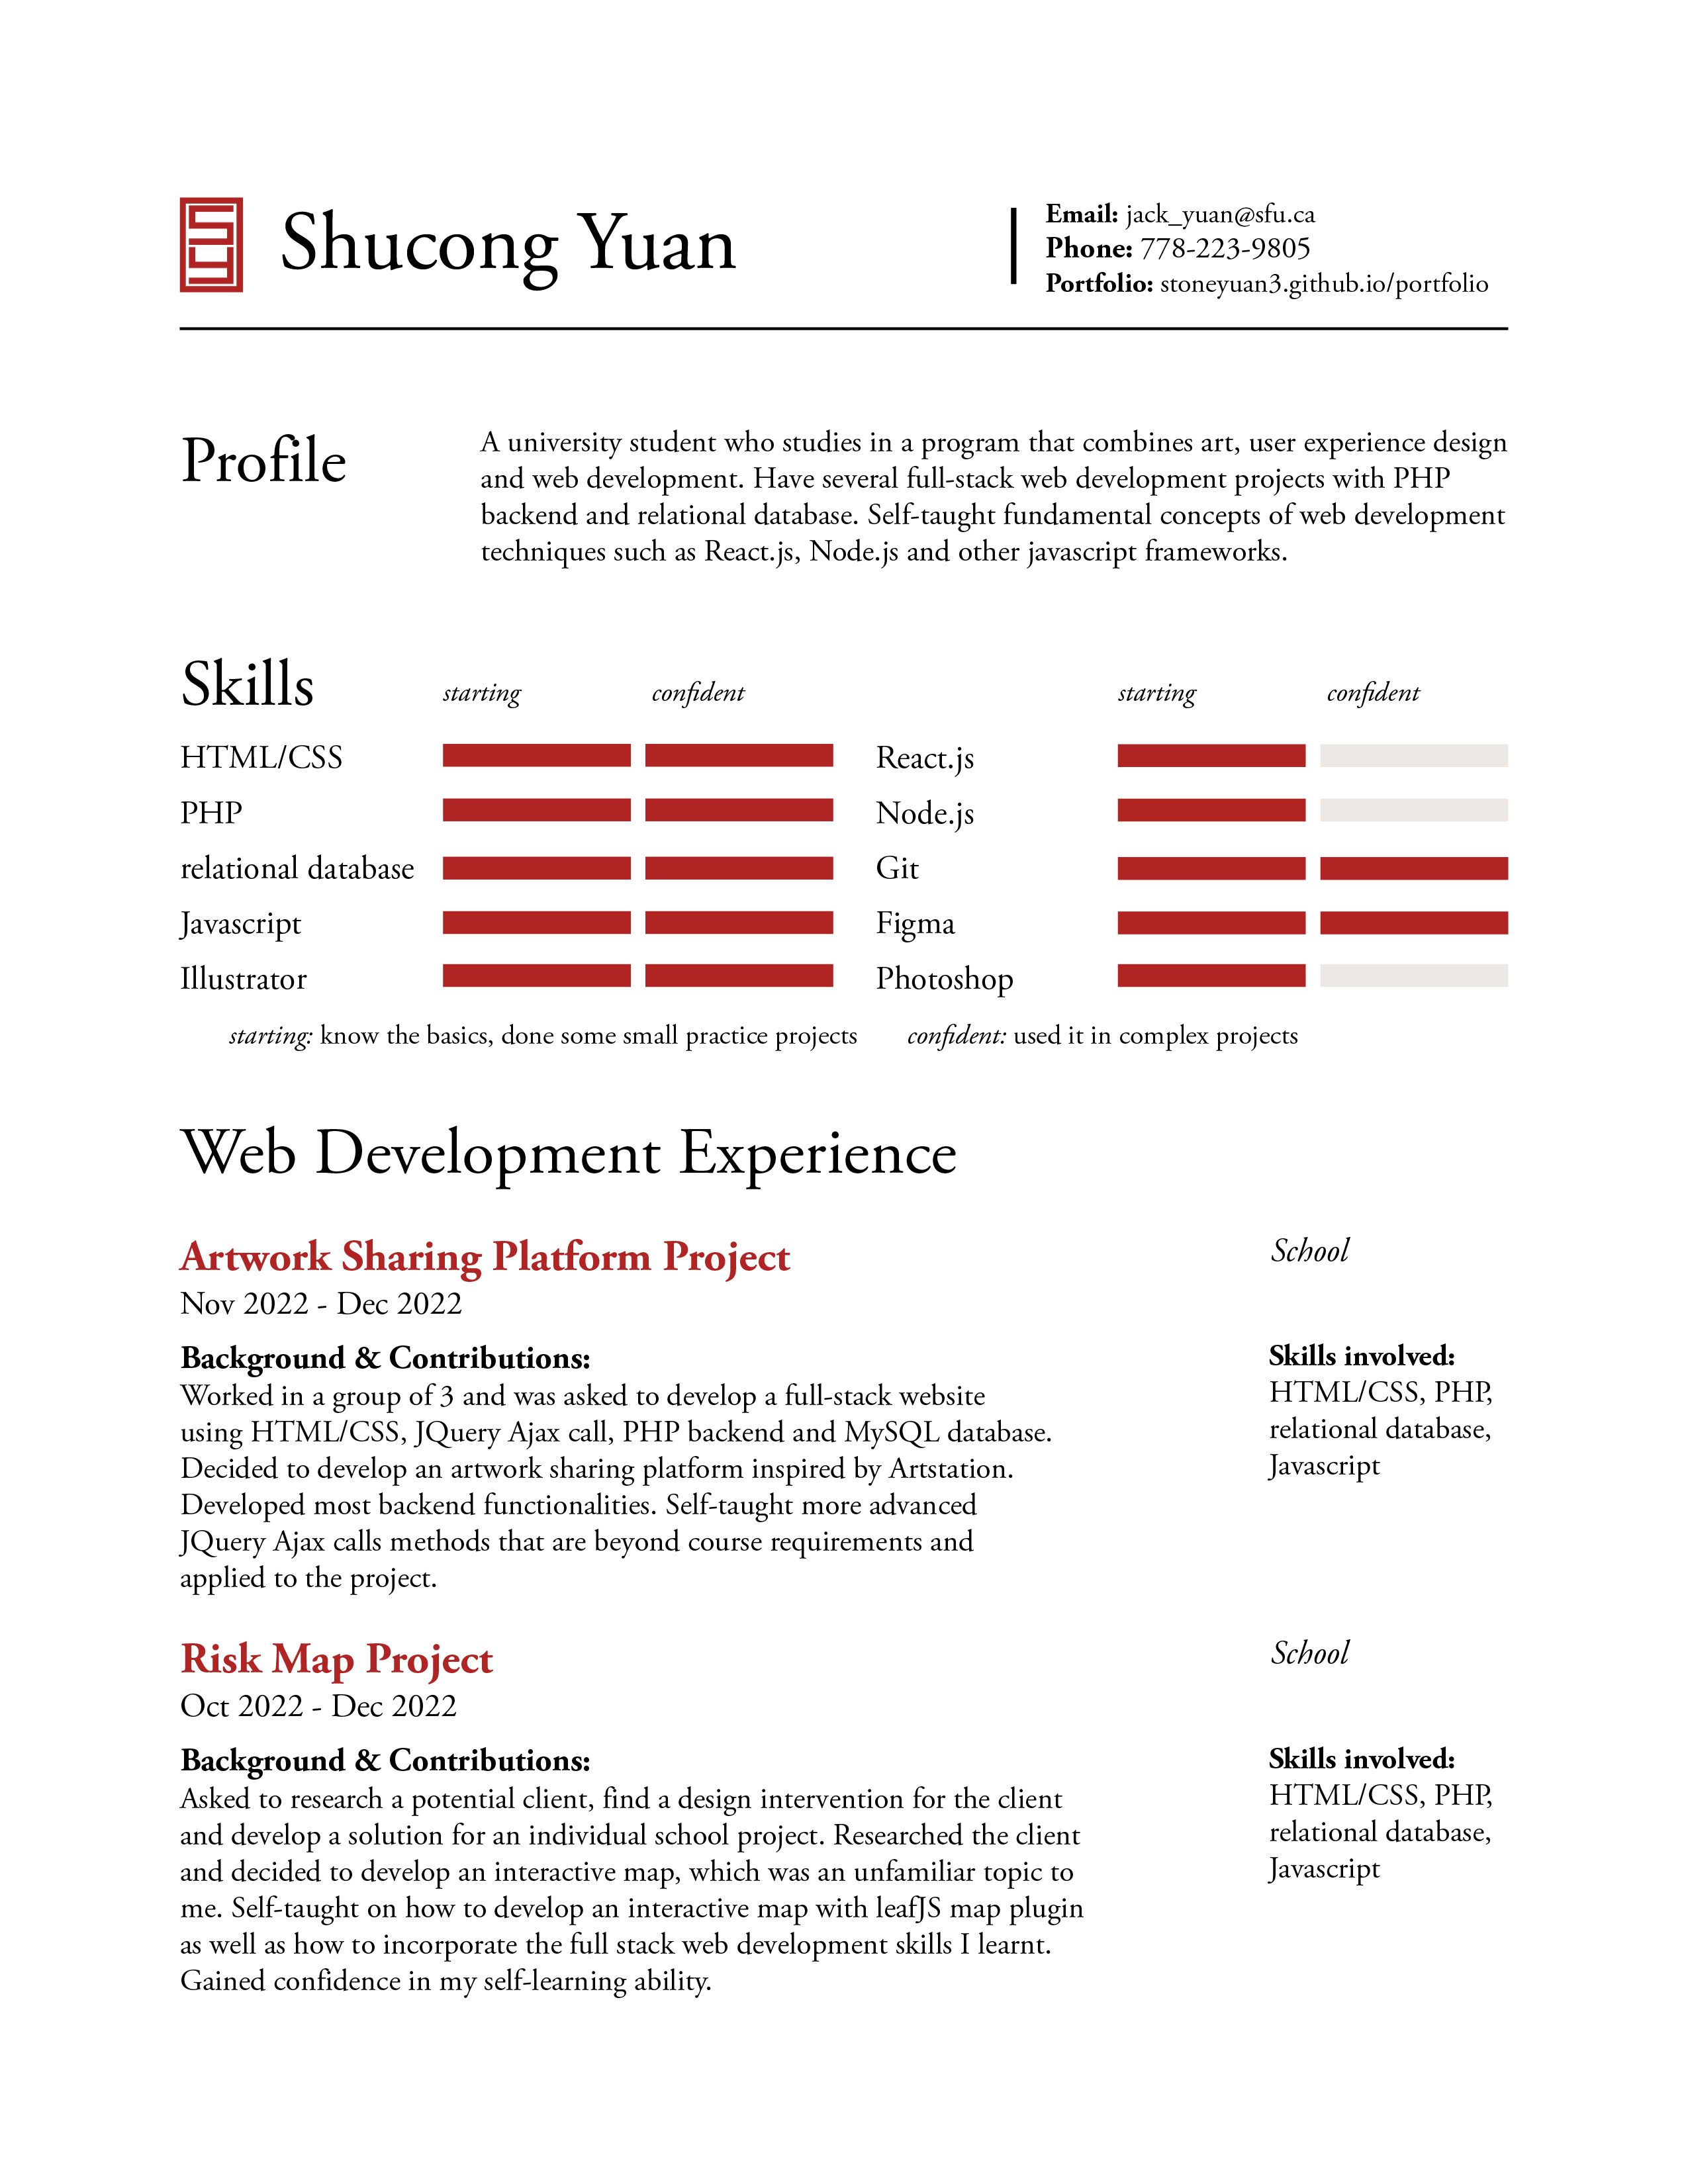 Shucong Yuan
Email: jack_yuan@sfu.ca
Phone: 778-223-9805
Portfolio: stoneyuan3.github.io/portfolio
Profile
A university student who studies in a program that combines art, user experience design
and web development. Have several full-stack web development projects with PHP
backend and relational database. Self-taught fundamental concepts of web development
techniques such as React.js, Node.js and other javascript frameworks.
Skills
starting confident
HTML/CSS
PHP
relational database
Javascript
Illustrator
starting confident
React.js
Node.js
Git
Figma
Photoshop
starting: know the basics, done some small practice projects confident: used it in complex projects
Web Development Experience
Artwork Sharing Platform Project
School
Nov 2022 - Dec 2022
Background & Contributions:
Worked in a group of 3 and was asked to develop a full-stack website
using HTML/CSS, JQuery Ajax call, PHP backend and MySQL database.
Decided to develop an artwork sharing platform inspired by Artstation.
Developed most backend functionalities. Self-taught more advanced
JQuery Ajax calls methods that are beyond course requirements and
applied to the project.
Skills involved:
HTML/CSS, PHP,
relational database,
Javascript
Risk Map Project
School
Oct 2022 - Dec 2022
Background & Contributions:
Asked to research a potential client, find a design intervention for the client
and develop a solution for an individual school project. Researched the client
and decided to develop an interactive map, which was an unfamiliar topic to
me. Self-taught on how to develop an interactive map with leafJS map plugin
as well as how to incorporate the full stack web development skills I learnt.
Gained confidence in my self-learning ability.
Skills involved:
HTML/CSS, PHP,
relational database,
Javascript